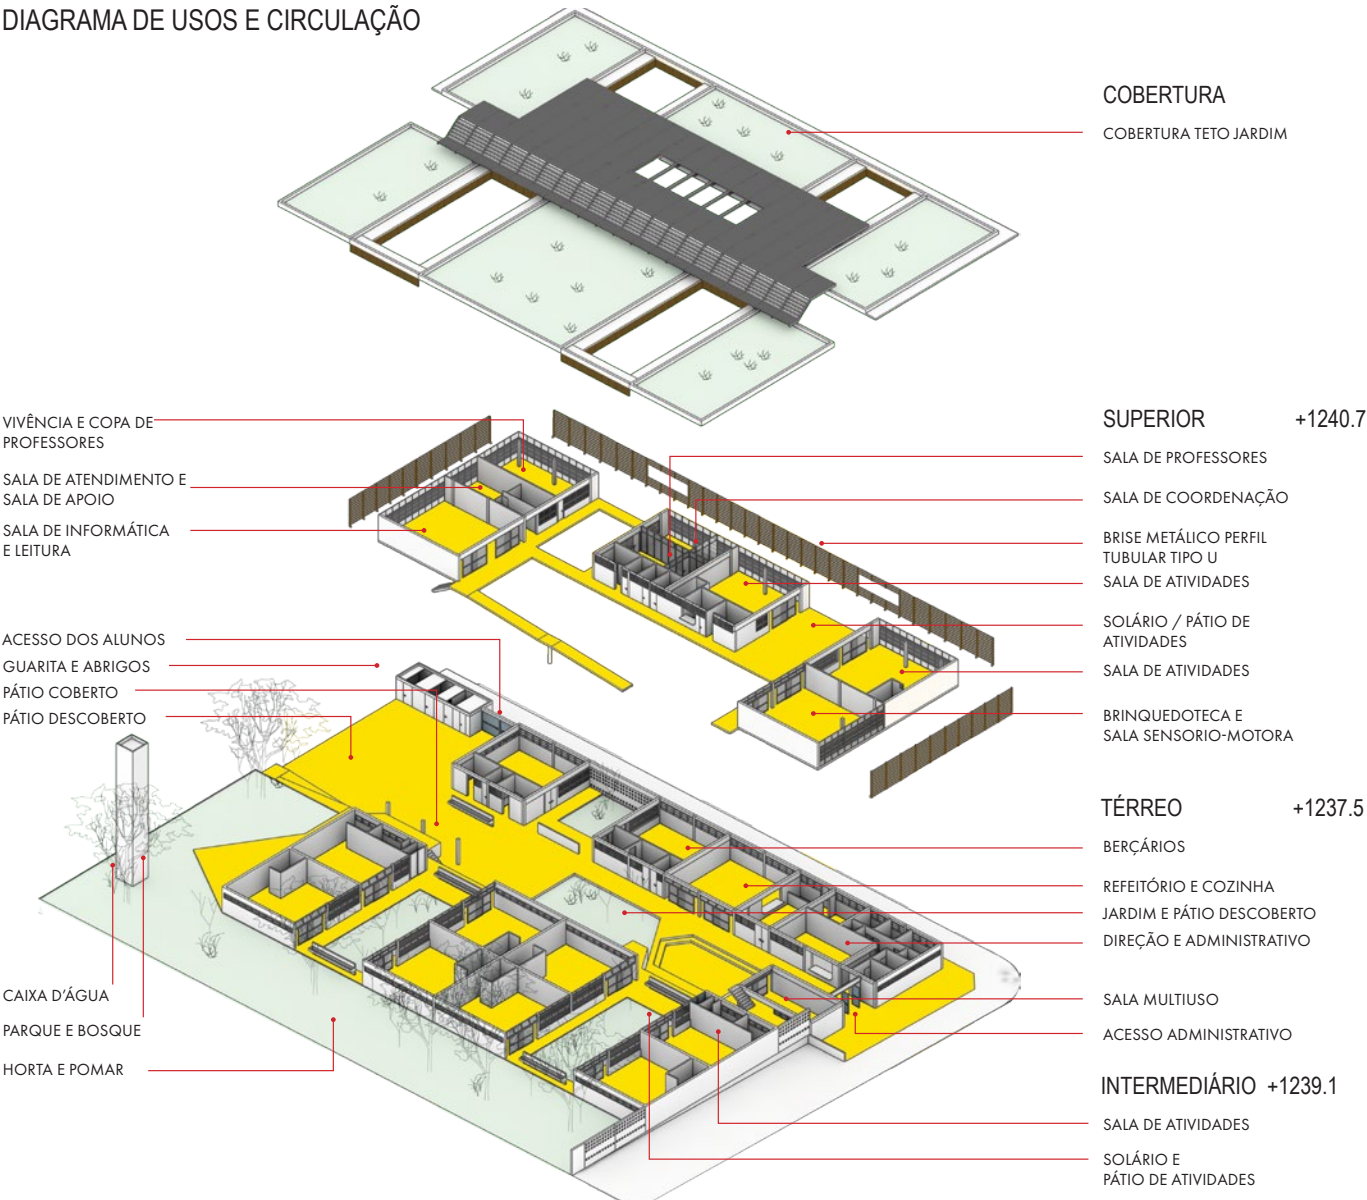 DIAGRAMA DE USOS E CIRCULAÇÃO
COBERTURA
COBERTURA TETO JARDIM
VIVÊNCIA E COPA DE
PROFESSORES
SALA DE ATENDIMENTO E
SALA DE APOIO
SALA DE INFORMÁTICA
E LEITURA
SUPERIOR +1240.7
SALA DE PROFESSORES
SALA DE COORDENAÇÃO
BRISE METÁLICO PERFIL
TUBULAR TIPO U
SALA DE ATIVIDADES
SOLÁRIO / PÁTIO DE
ATIVIDADES
SALA DE ATIVIDADES
BRINQUEDOTECA E
SALA SENSORIO-MOTORA
ACESSO DOS ALUNOS
GUARITA E ABRIGOS
PÁTIO COBERTO
PÁTIO DESCOBERTO
CAIXA D'ÁGUA
PARQUE E BOSQUE
HORTA E POMAR
TÉRREO +1237.5
BERÇÁRIOS
REFEITÓRIO E COZINHA
JARDIM E PÁTIO DESCOBERTO
DIREÇÃO E ADMINISTRATIVO
SALA MULTIUSO
ACESSO ADMINISTRATIVO
INTERMEDIÁRIO +1239.1
SALA DE ATIVIDADES
SOLÁRIO E
PÁTIO DE ATIVIDADES